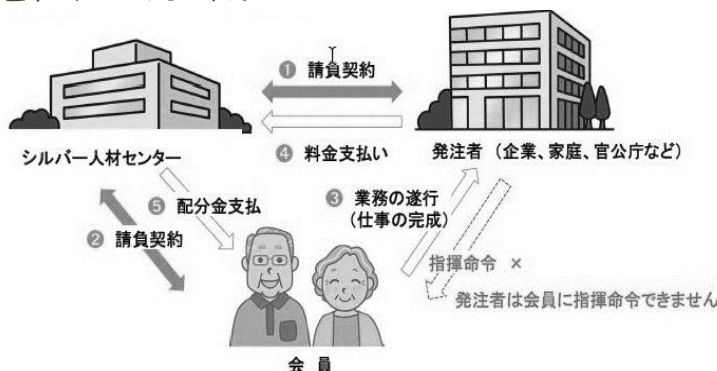 ❶ 請負契約
❹ 料金支払い
シルバー人材センター
発注者（企業、家庭、官公庁など）
❺ 配分金支払
❸ 業務の遂行
（仕事の完成）
❷ 請負契約
指揮命令 ×
発注者は会員に指揮命令できません
会 員